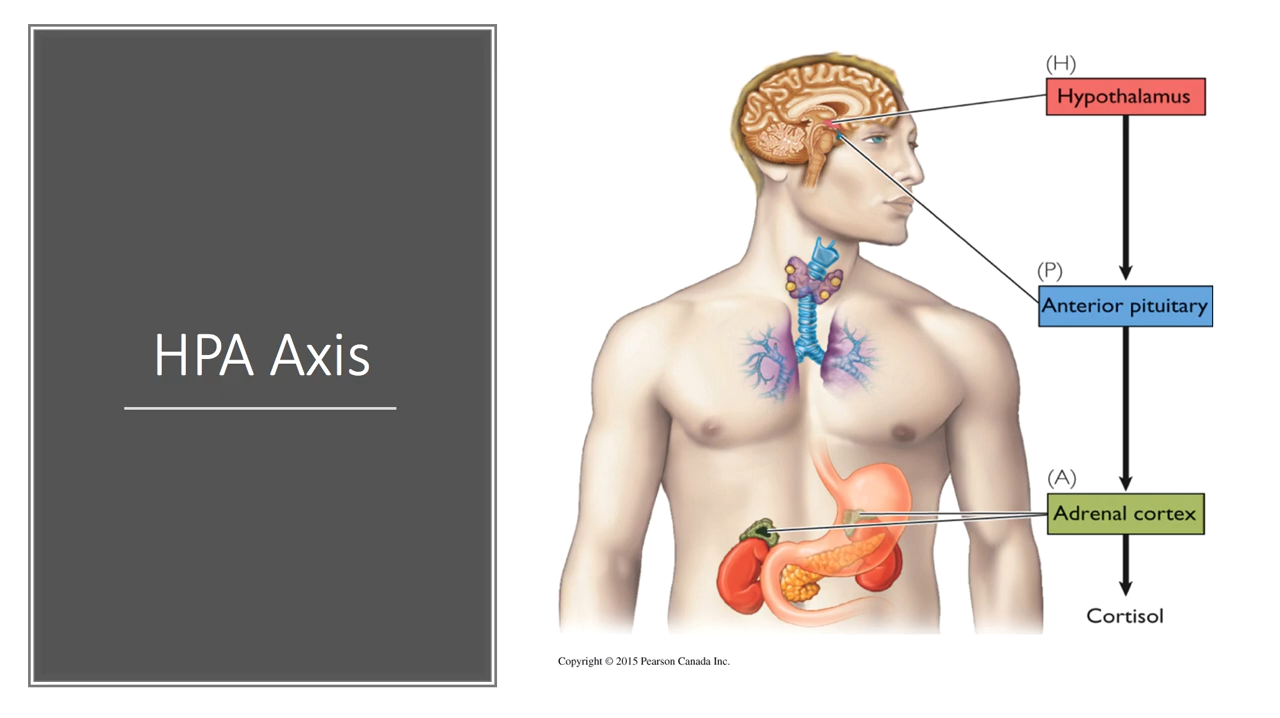 HPA Axis
(H)
Hypothalamus
(P)
Anterior pituitary
(A)
Adrenal cortex
Cortisol
Copyright © 2015 Pearson Canada Inc.